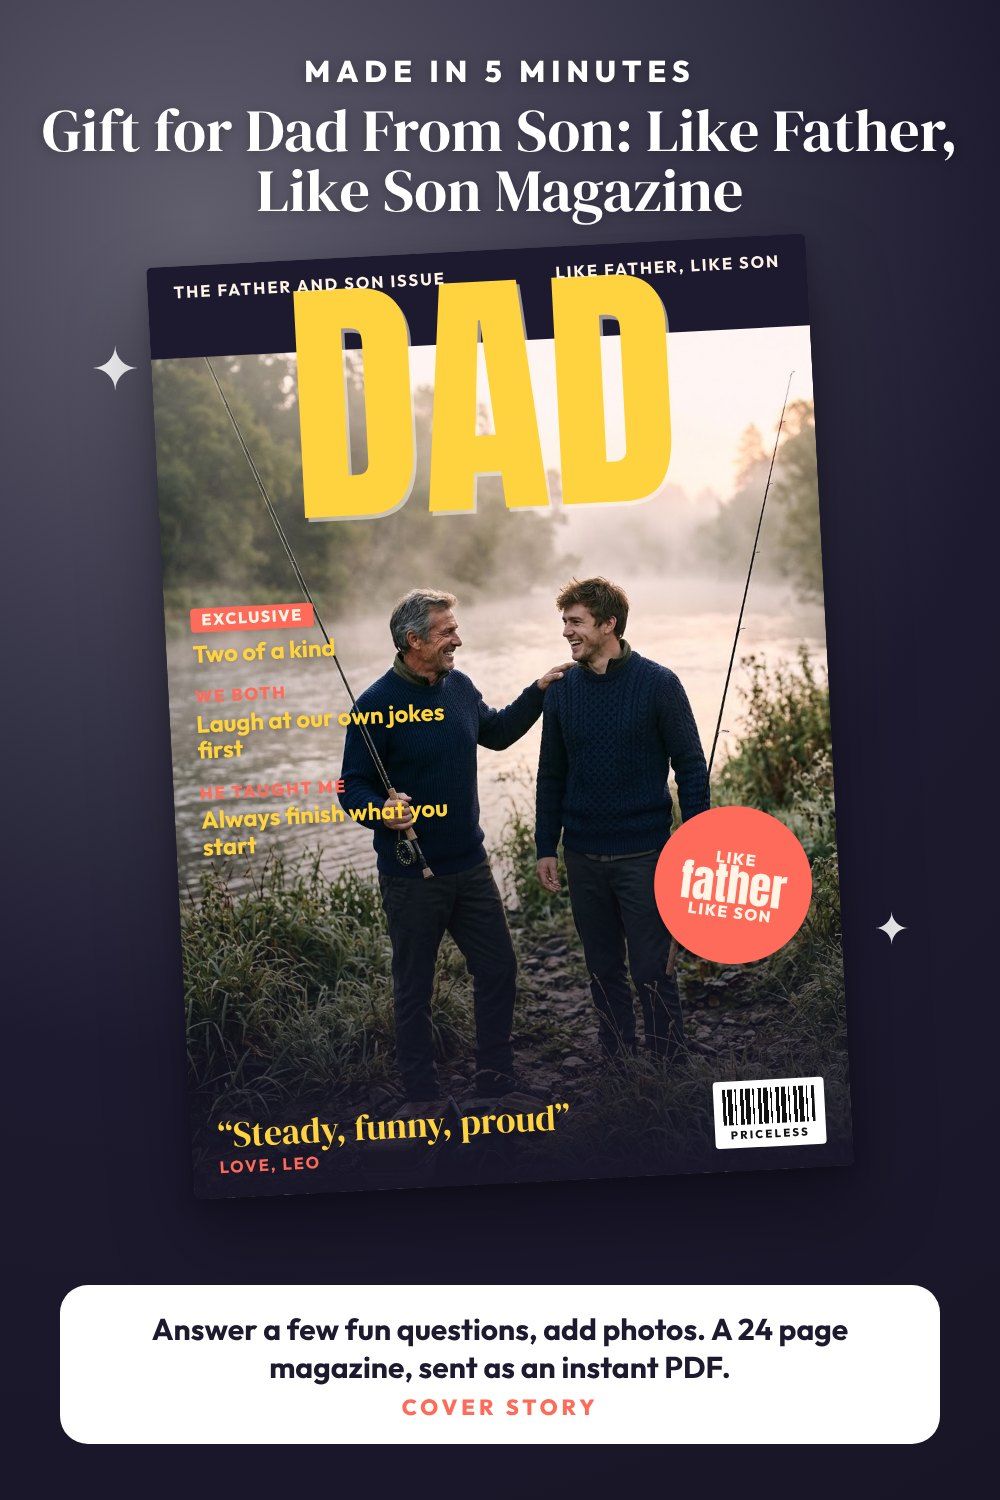 MADE IN 5 MINUTES
Gift for Dad From Son: Like Father,
Like Son Magazine
THE FATHER AND SON ISSUE
LIKE FATHER, LIKE SON
DAD
EXCLUSIVE
Two of a kind
WE BOTH
Laugh at our own jokes
first
HE TAUGHT ME
Always finish what you
start
LIKE
father
LIKE SON
“Steady, funny, proud”
LOVE, LEO
PRICELESS
Answer a few fun questions, add photos. A 24 page
magazine, sent as an instant PDF.
COVER STORY